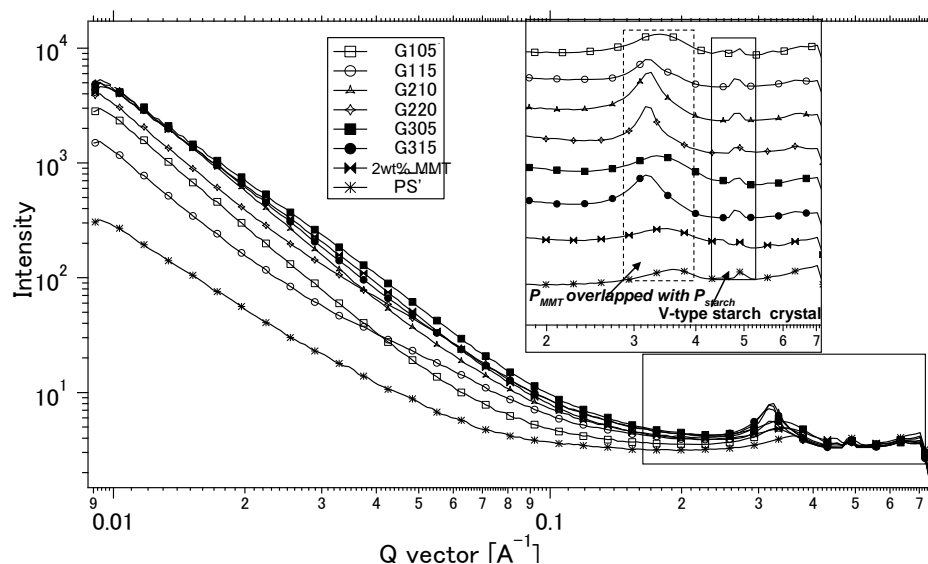 10^4
10^3
10^2
10^1
Intensity
G105
G115
G210
G220
G305
G315
2wt% MMT
PS'
P_MMT overlapped with P_starch
V-type starch crystal
2 3 4 5 6 7
9 2 3 4 5 6 7 8 9 2 3 4 5 6 7
0.01 0.1
Q vector [A^-1]